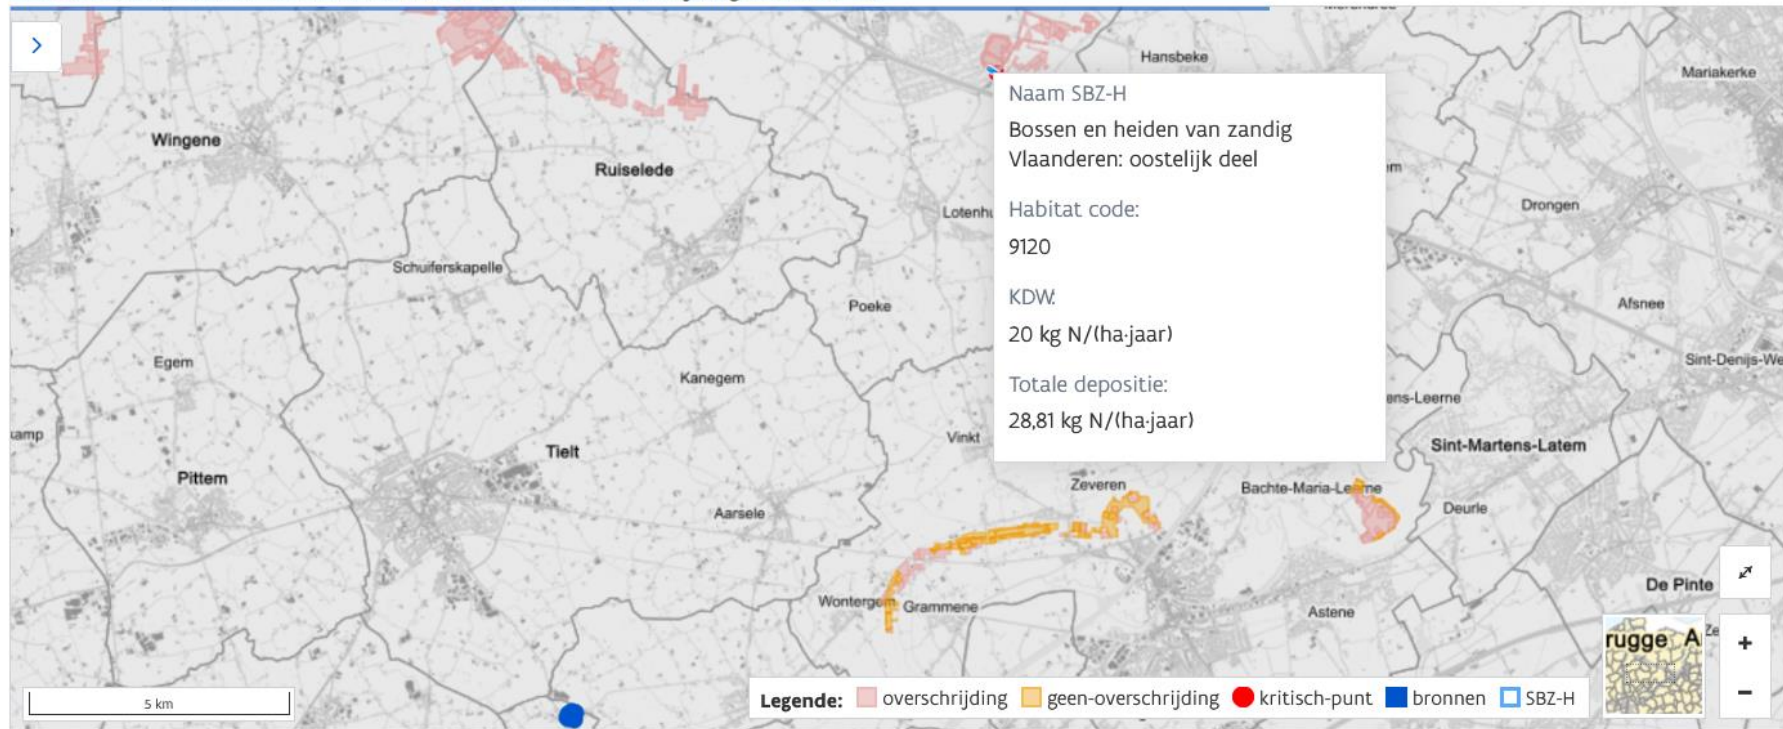 Hansbeke
Mariakerke
Naam SBZ-H
Bossen en heiden van zandig
Vlaanderen: oostelijk deel
Wingene
Ruiselede
em
Habitat code:
Drongen
Lotenhu
9120
Schuiferskapelle
KDW:
Poeke
Afsnee
20 kg N/(ha·jaar)
Egem
Sint-Denijs-We
Kanegem
Totale depositie:
ens-Leerne
28,81 kg N/(ha·jaar)
kamp
Vinkt
Tielt
Sint-Martens-Latem
Pittem
Zeveren
Bachte-Maria-Leerne
Deurle
Aarsele
De Pinte
Wontergem
Grammene
Astene
Ze
rugge A
+
5 km
Legende: overschrijding geen-overschrijding kritisch-punt bronnen SBZ-H
−